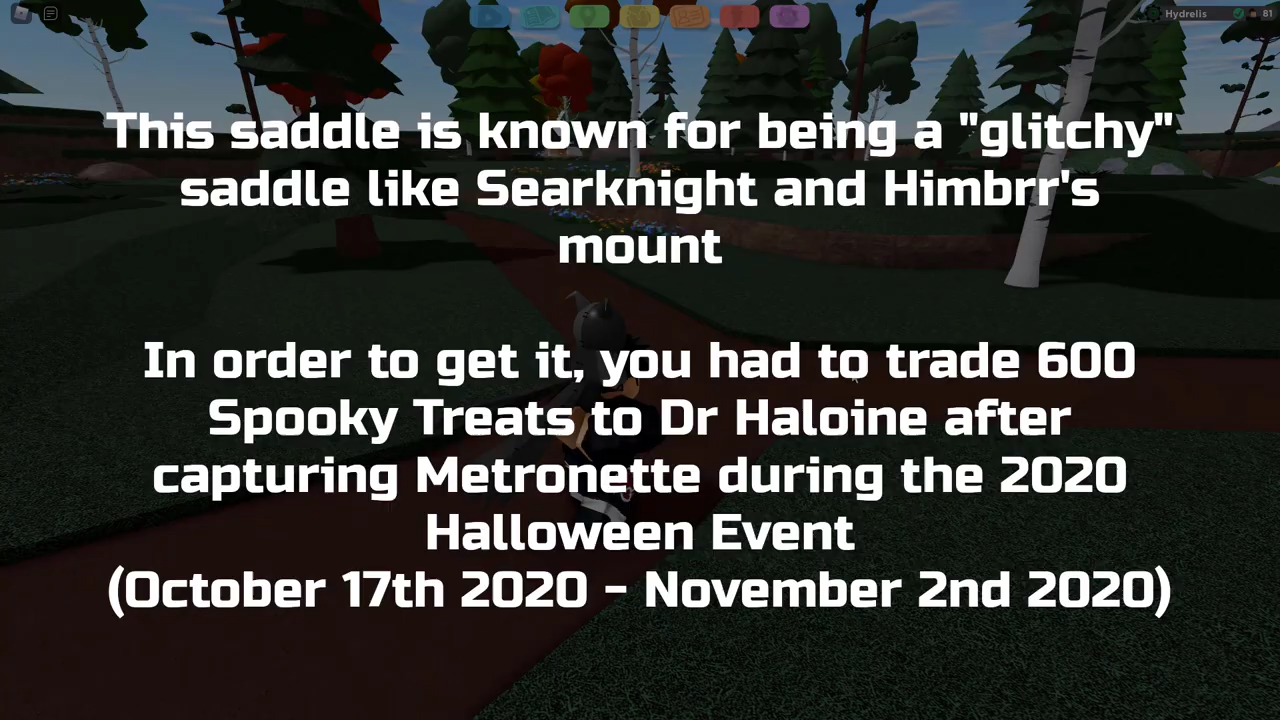 Hydrelis 81
This saddle is known for being a "glitchy"
saddle like Searknight and Himbrr's
mount
In order to get it, you had to trade 600
Spooky Treats to Dr Haloine after
capturing Metronette during the 2020
Halloween Event
(October 17th 2020 - November 2nd 2020)